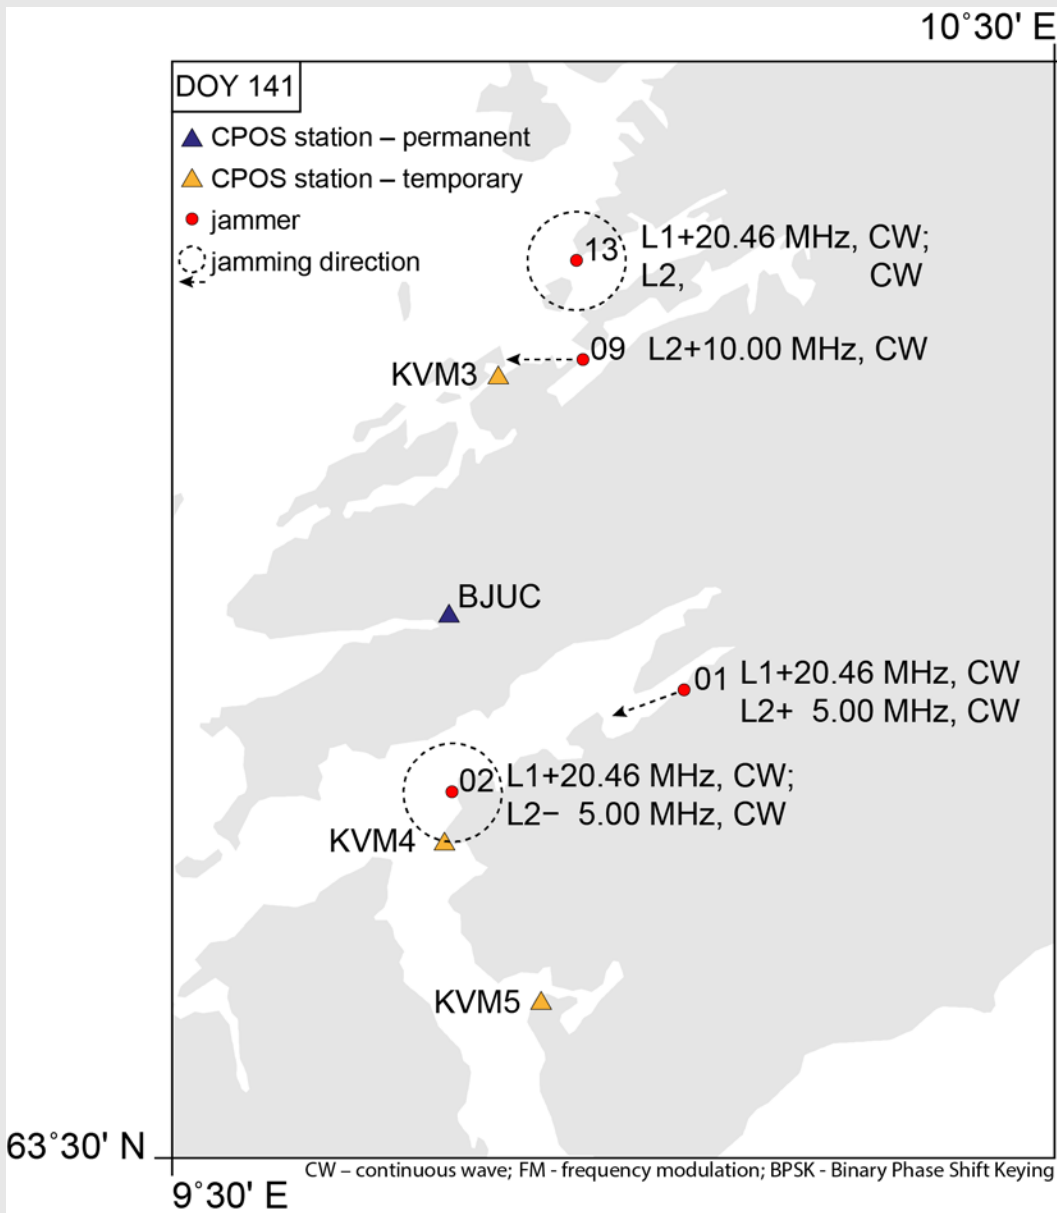 10°30' E
DOY 141
CPOS station – permanent
CPOS station – temporary
jammer
jamming direction
13 L1+20.46 MHz, CW;
L2, CW
09 L2+10.00 MHz, CW
KVM3
BJUC
01 L1+20.46 MHz, CW
L2+ 5.00 MHz, CW
02 L1+20.46 MHz, CW;
L2− 5.00 MHz, CW
KVM4
KVM5
63°30' N
CW – continuous wave; FM - frequency modulation; BPSK - Binary Phase Shift Keying
9°30' E